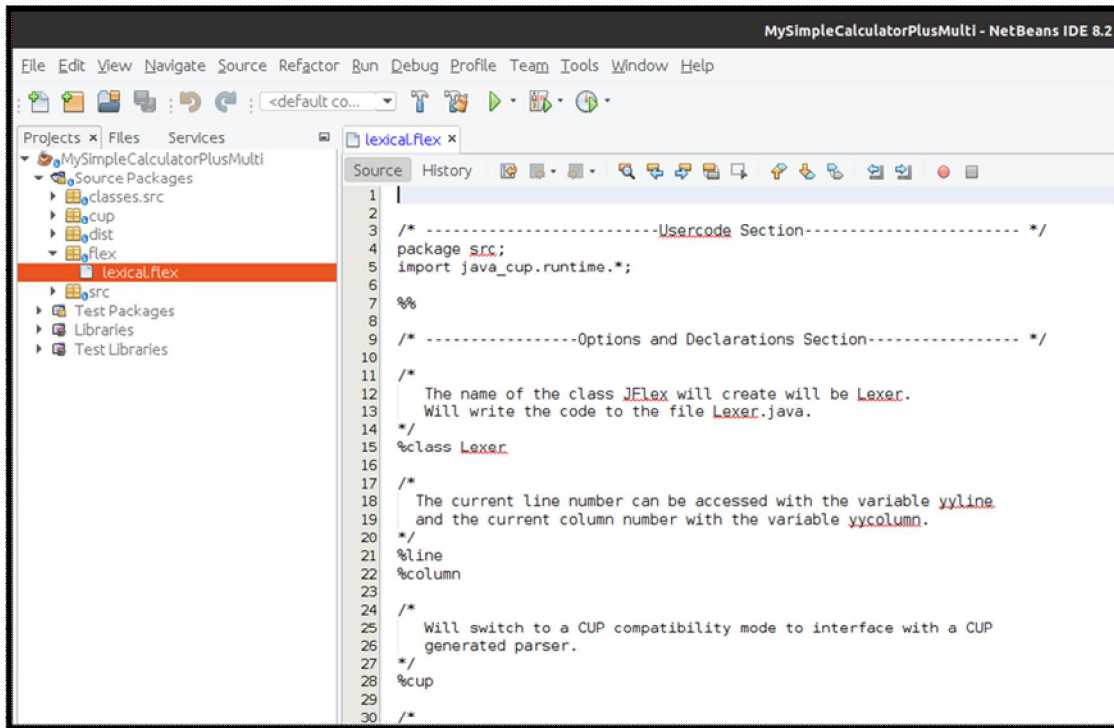 MySimpleCalculatorPlusMulti - NetBeans IDE 8.2
File Edit View Navigate Source Refactor Run Debug Profile Team Tools Window Help
<default co...
Projects Files Services
MySimpleCalculatorPlusMulti
Source Packages
classes.src
cup
dist
flex
lexical.flex
src
Test Packages
Libraries
Test Libraries
lexical.flex
Source History
1
2
3 /* --------------------------Usercode Section------------------------ */
4 package src;
5 import java_cup.runtime.*;
6
7 %%
8
9 /* -----------------Options and Declarations Section----------------- */
10
11 /*
12 The name of the class JFlex will create will be Lexer.
13 Will write the code to the file Lexer.java.
14 */
15 %class Lexer
16
17 /*
18 The current line number can be accessed with the variable yyline
19 and the current column number with the variable yycolumn.
20 */
21 %line
22 %column
23
24 /*
25 Will switch to a CUP compatibility mode to interface with a CUP
26 generated parser.
27 */
28 %cup
29
30 /*